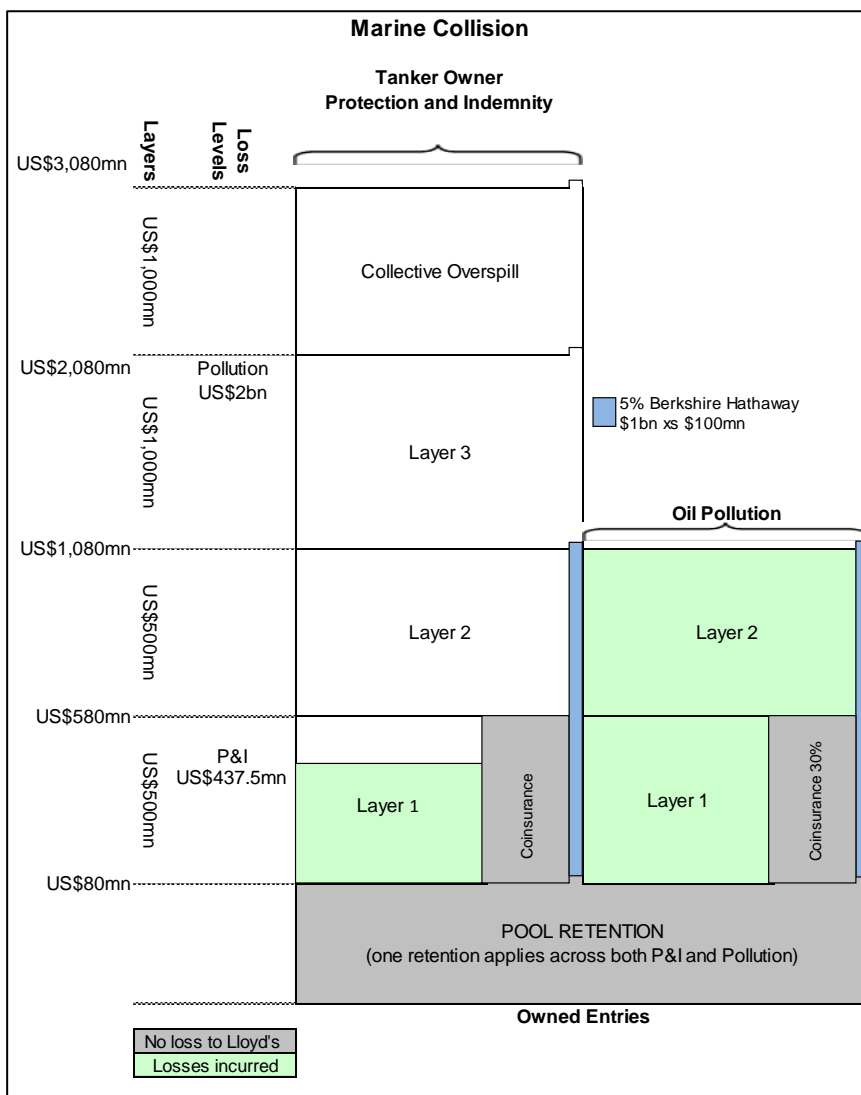 Marine Collision
Tanker Owner
Protection and Indemnity
Layers
Loss
Levels
US$3,080mn
US$1,000mn
Collective Overspill
US$2,080mn
Pollution
US$2bn
US$1,000mn
Layer 3
5% Berkshire Hathaway
$1bn xs $100mn
Oil Pollution
US$1,080mn
US$500mn
Layer 2
Layer 2
US$580mn
P&I
US$437.5mn
US$500mn
Layer 1
Coinsurance
Layer 1
Coinsurance 30%
US$80mn
POOL RETENTION
(one retention applies across both P&I and Pollution)
Owned Entries
No loss to Lloyd's
Losses incurred